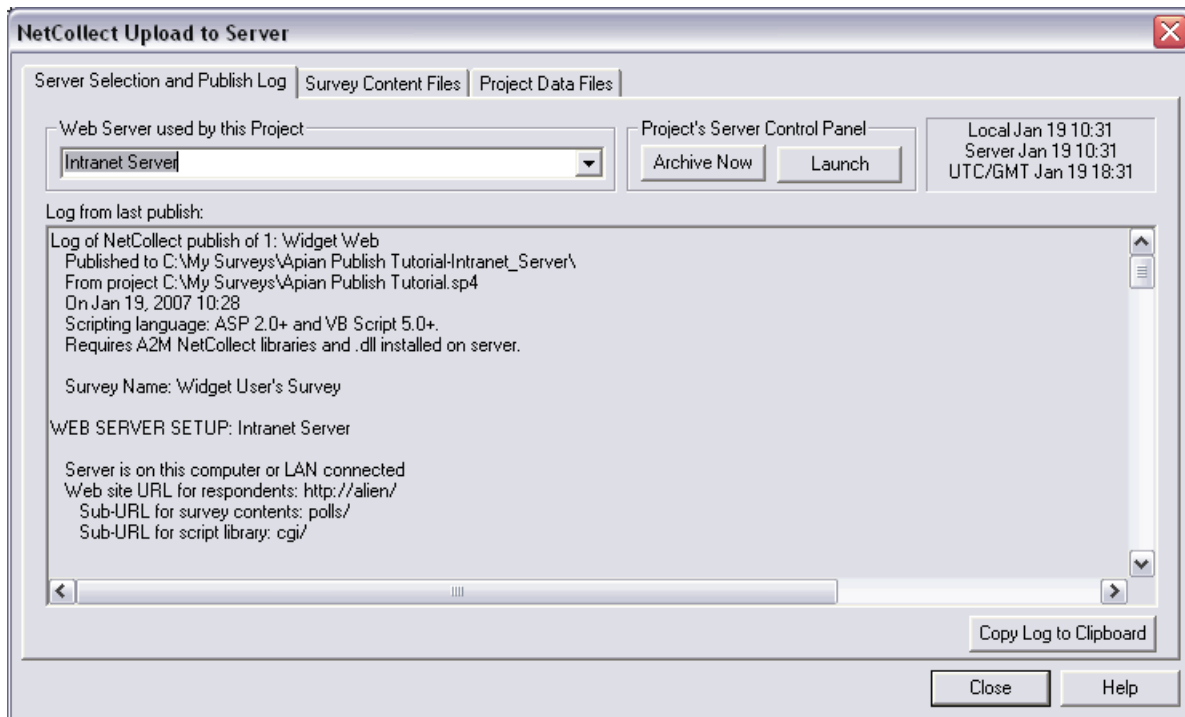 NetCollect Upload to Server
Server Selection and Publish Log
Survey Content Files
Project Data Files
Web Server used by this Project
Intranet Server
Project's Server Control Panel
Archive Now
Launch
Local Jan 19 10:31
Server Jan 19 10:31
UTC/GMT Jan 19 18:31
Log from last publish:
Log of NetCollect publish of 1: Widget Web
Published to C:\My Surveys\Apian Publish Tutorial-Intranet_Server\
From project C:\My Surveys\Apian Publish Tutorial.sp4
On Jan 19, 2007 10:28
Scripting language: ASP 2.0+ and VB Script 5.0+.
Requires A2M NetCollect libraries and .dll installed on server.
Survey Name: Widget User's Survey
WEB SERVER SETUP: Intranet Server
Server is on this computer or LAN connected
Web site URL for respondents: http://alien/
Sub-URL for survey contents: polls/
Sub-URL for script library: cgi/
Copy Log to Clipboard
Close
Help